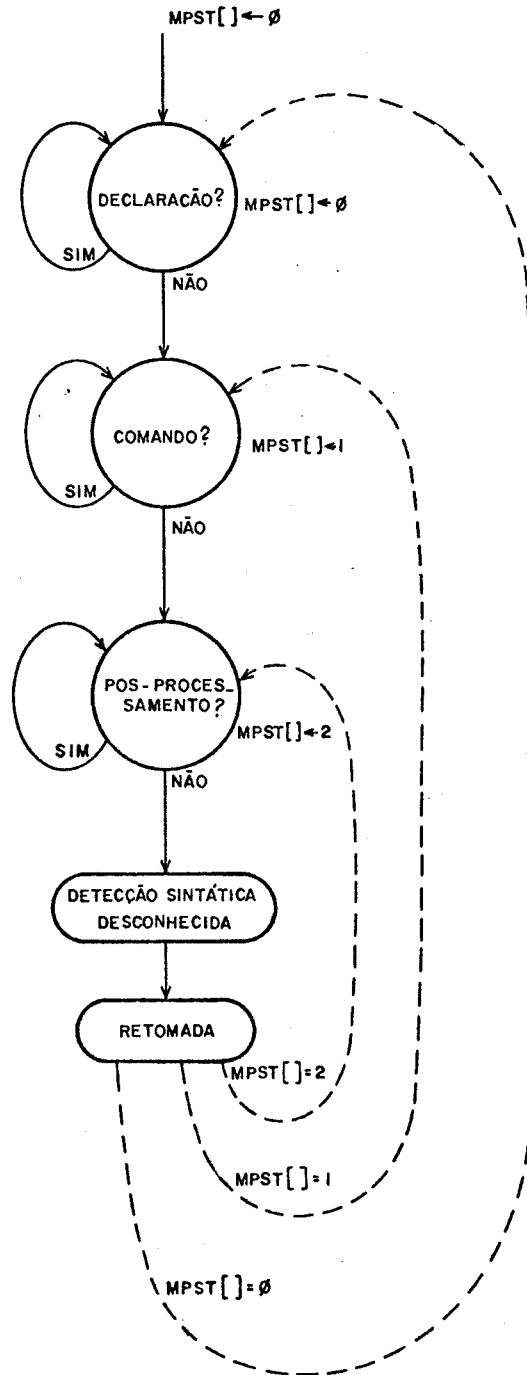 MPST[]←Ø
DECLARAÇÃO?
MPST[]←Ø
SIM
NÃO
COMANDO?
MPST[]←1
SIM
NÃO
POS-PROCES_
SAMENTO?
MPST[]←2
SIM
NÃO
DETECÇÃO SINTÁTICA
DESCONHECIDA
RETOMADA
MPST[]=2
MPST[]=1
MPST[]=Ø